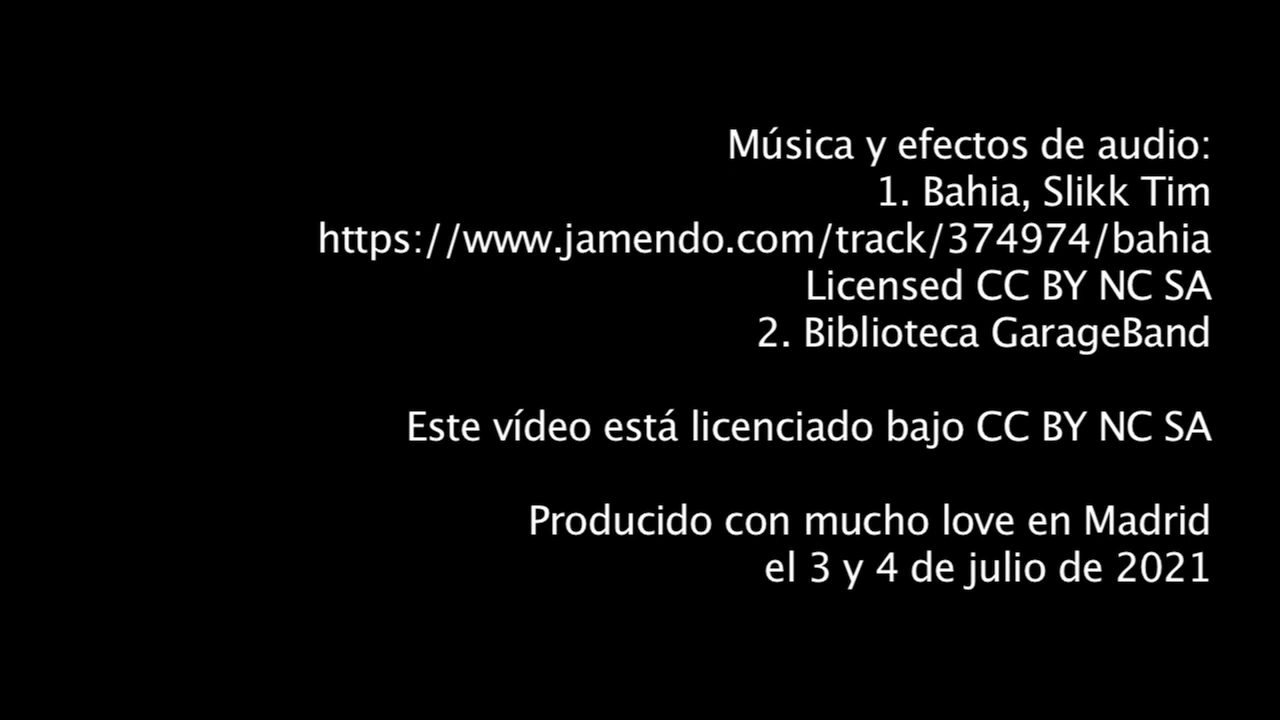 Música y efectos de audio:
1. Bahia, Slikk Tim
https://www.jamendo.com/track/374974/bahia
Licensed CC BY NC SA
2. Biblioteca GarageBand
Este vídeo está licenciado bajo CC BY NC SA
Producido con mucho love en Madrid
el 3 y 4 de julio de 2021